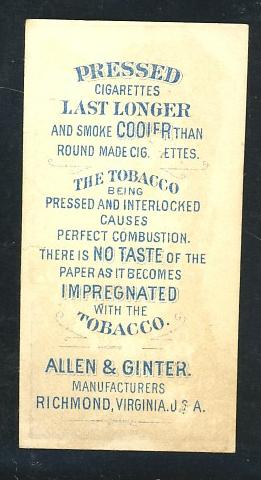 PRESSED
CIGARETTES
LAST LONGER
AND SMOKE COOLER THAN
ROUND MADE CIG  ETTES.
THE TOBACCO
BEING
PRESSED AND INTERLOCKED
CAUSES
PERFECT COMBUSTION.
THERE IS NO TASTE OF THE
PAPER AS IT BECOMES
IMPREGNATED
WITH THE
TOBACCO.
ALLEN & GINTER.
MANUFACTURERS
RICHMOND, VIRGINIA. U.S.A.